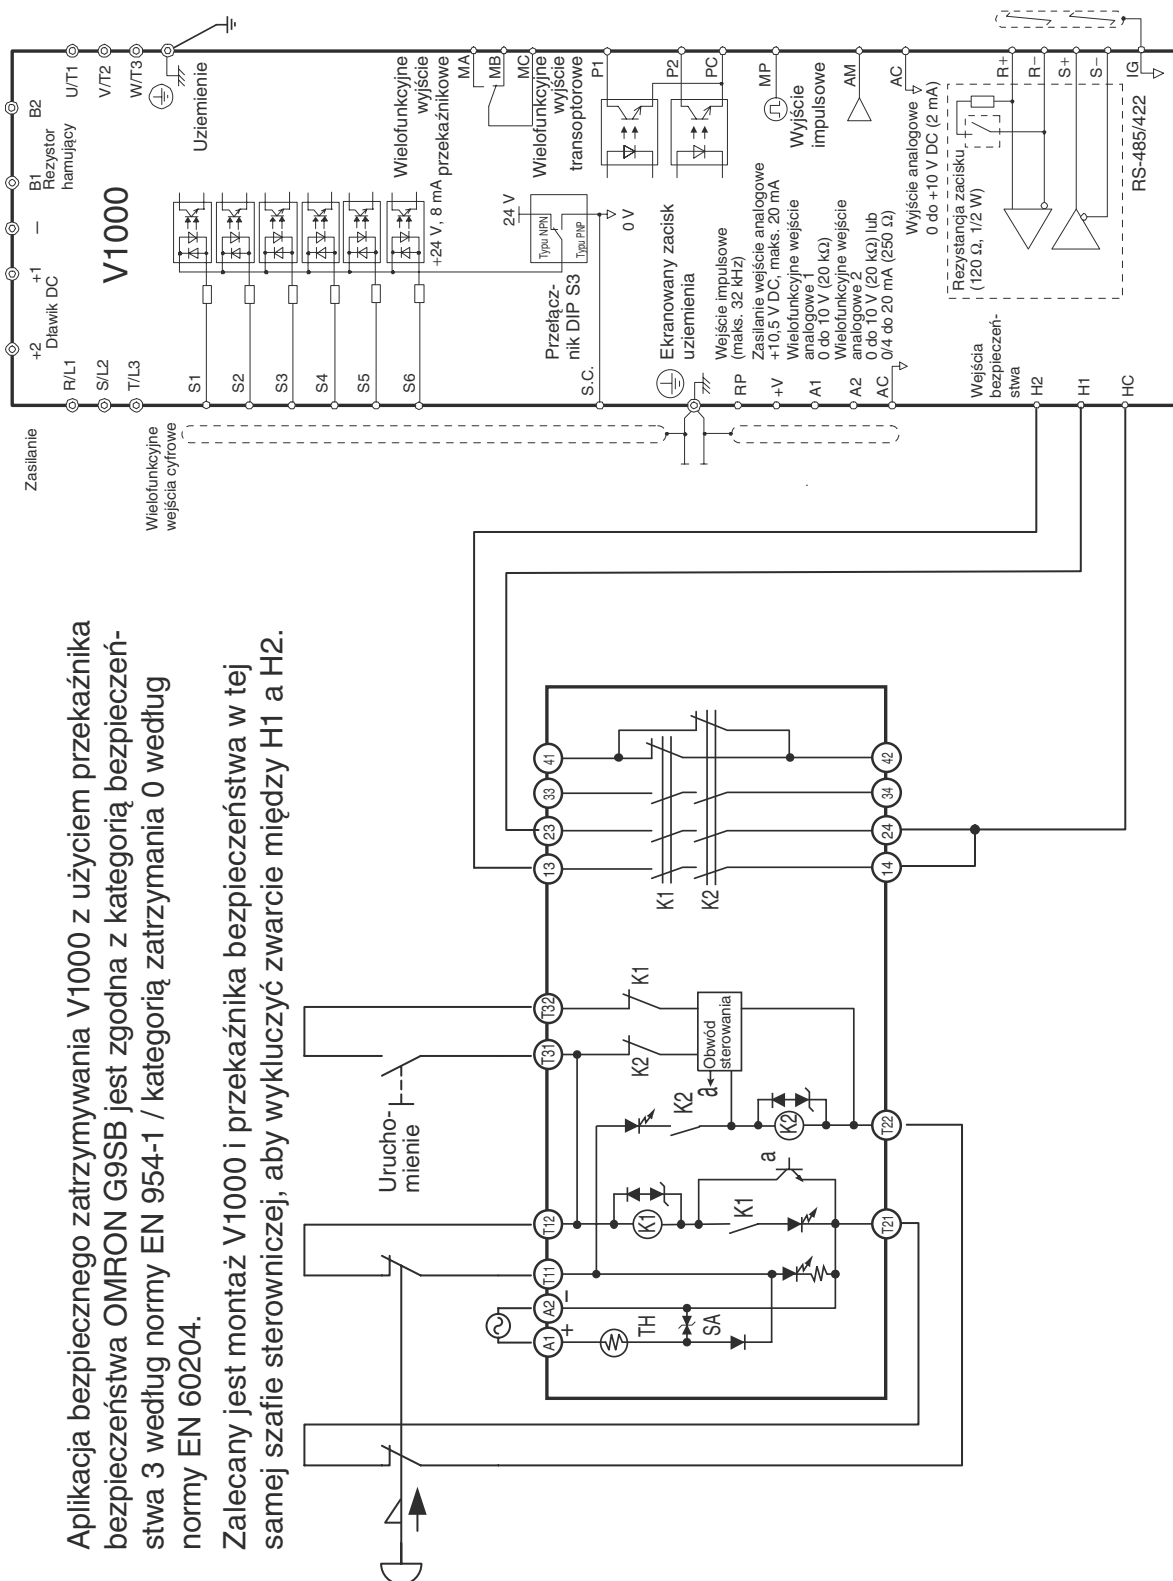 Aplikacja bezpiecznego zatrzymywania V1000 z użyciem przekaźnika
bezpieczeństwa OMRON G9SB jest zgodna z kategorią bezpieczeń-
stwa 3 według normy EN 954-1 / kategorią zatrzymania 0 według
normy EN 60204.
Zalecany jest montaż V1000 i przekaźnika bezpieczeństwa w tej
samej szafie sterowniczej, aby wykluczyć zwarcie między H1 a H2.
Zasilanie
R/L1
S/L2
T/L3
+2
+1
Dławik DC
–
B1
B2
Rezystor
hamujący
V1000
U/T1
V/T2
W/T3
Uziemienie
Wielofunkcyjne
wejścia cyfrowe
S1
S2
S3
S4
S5
S6
+24 V, 8 mA
Wielofunkcyjne
wyjście
przekaźnikowe
MA
MB
MC
Wielofunkcyjne
wyjście
transoptorowe
P1
P2
PC
24 V
Typu NPN
Typu PNP
0 V
Przełącz-
nik DIP S3
S.C.
Ekranowany zacisk
uziemienia
MP
Wyjście
impulsowe
AM
AC
Wyjście analogowe
0 do +10 V DC (2 mA)
RP
Wejście impulsowe
(maks. 32 kHz)
+V
Zasilanie wejście analogowe
+10,5 V DC, maks. 20 mA
A1
Wielofunkcyjne wejście
analogowe 1
0 do 10 V (20 kΩ)
A2
Wielofunkcyjne wejście
analogowe 2
0 do 10 V (20 kΩ) lub
0/4 do 20 mA (250 Ω)
AC
R+
R–
S+
S–
IG
Rezystancja zacisku
(120 Ω, 1/2 W)
RS-485/422
Wejścia
bezpieczeń-
stwa
H2
H1
HC
Urucho-
mienie
A1
A2
T11
T12
T31
T32
13
23
33
41
+
–
TH
SA
K1
K1
a
K2
K2
a
Obwód
sterowania
K2
K1
K1
K2
T21
T22
14
24
34
42